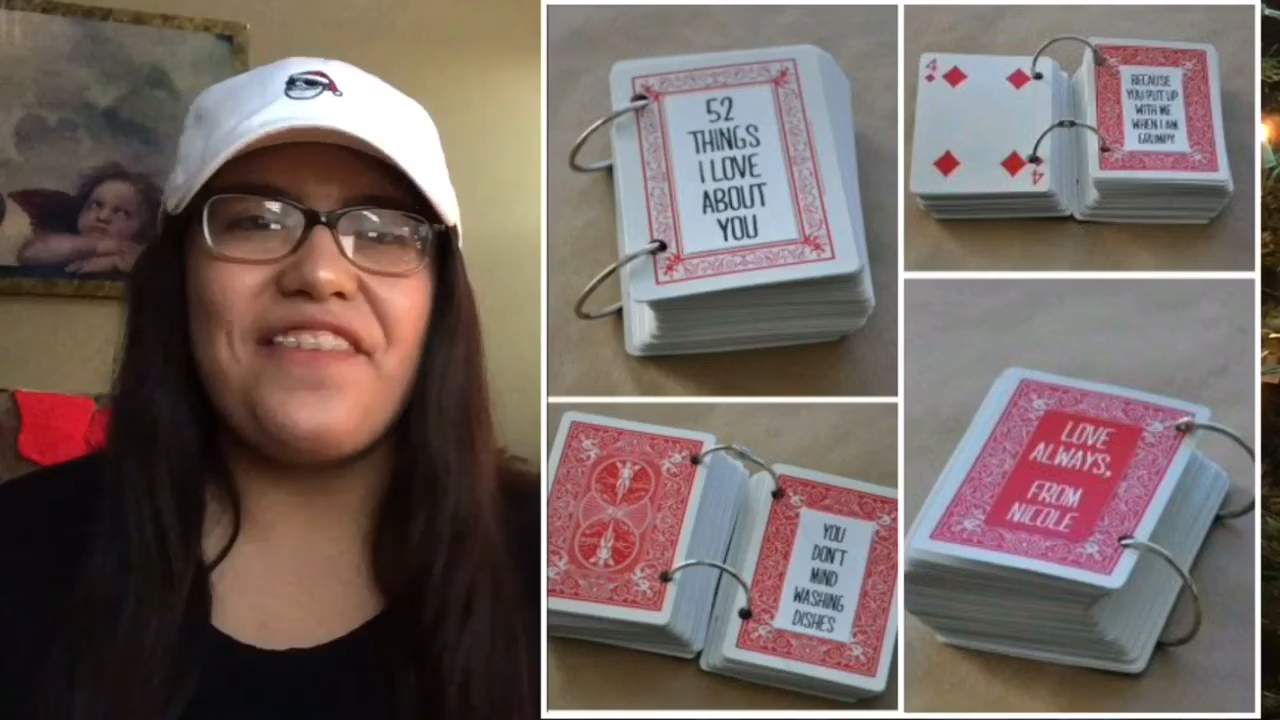 52
THINGS
I LOVE
ABOUT
YOU
4
BECAUSE
YOU PUT UP
WITH ME
WHEN I AM
GRUMPY
4
YOU
DON'T
MIND
WASHING
DISHES
LOVE
ALWAYS,
FROM
NICOLE